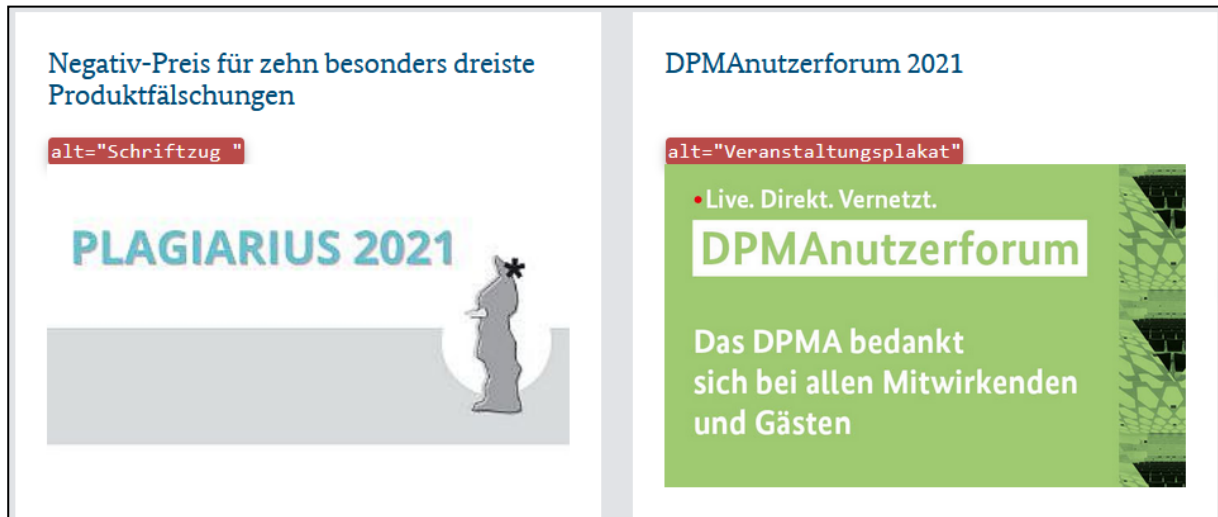 Negativ-Preis für zehn besonders dreiste
Produktfälschungen
alt="Schriftzug "
PLAGIARIUS 2021
*
DPMAnutzerforum 2021
alt="Veranstaltungsplakat"
•Live. Direkt. Vernetzt.
DPMAnutzerforum
Das DPMA bedankt
sich bei allen Mitwirkenden
und Gästen